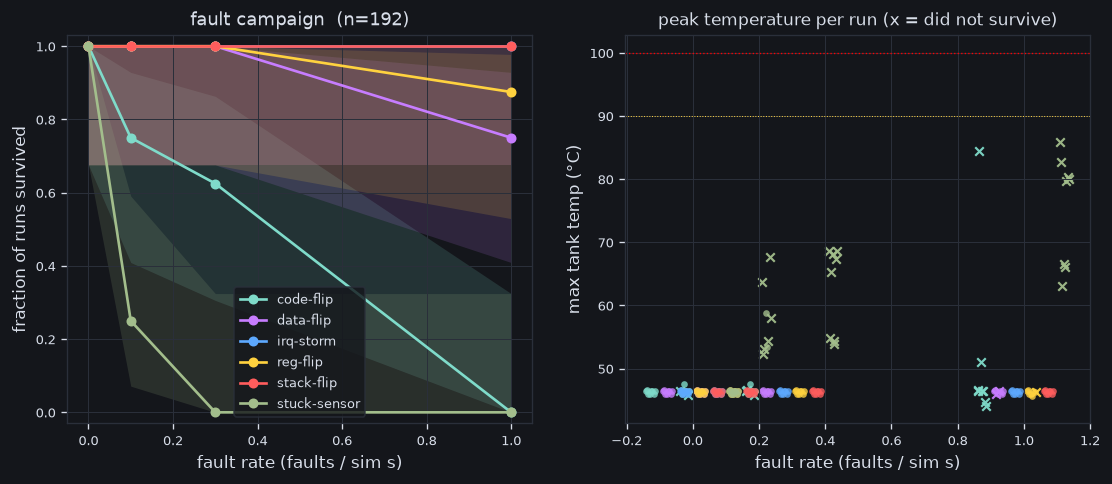 fault campaign  (n=192)
fraction of runs survived
1.0
0.8
0.6
0.4
0.2
0.0
code-flip
data-flip
irq-storm
reg-flip
stack-flip
stuck-sensor
0.0 0.2 0.4 0.6 0.8 1.0
fault rate (faults / sim s)
peak temperature per run (x = did not survive)
max tank temp (°C)
100
90
80
70
60
50
−0.2 0.0 0.2 0.4 0.6 0.8 1.0 1.2
fault rate (faults / sim s)